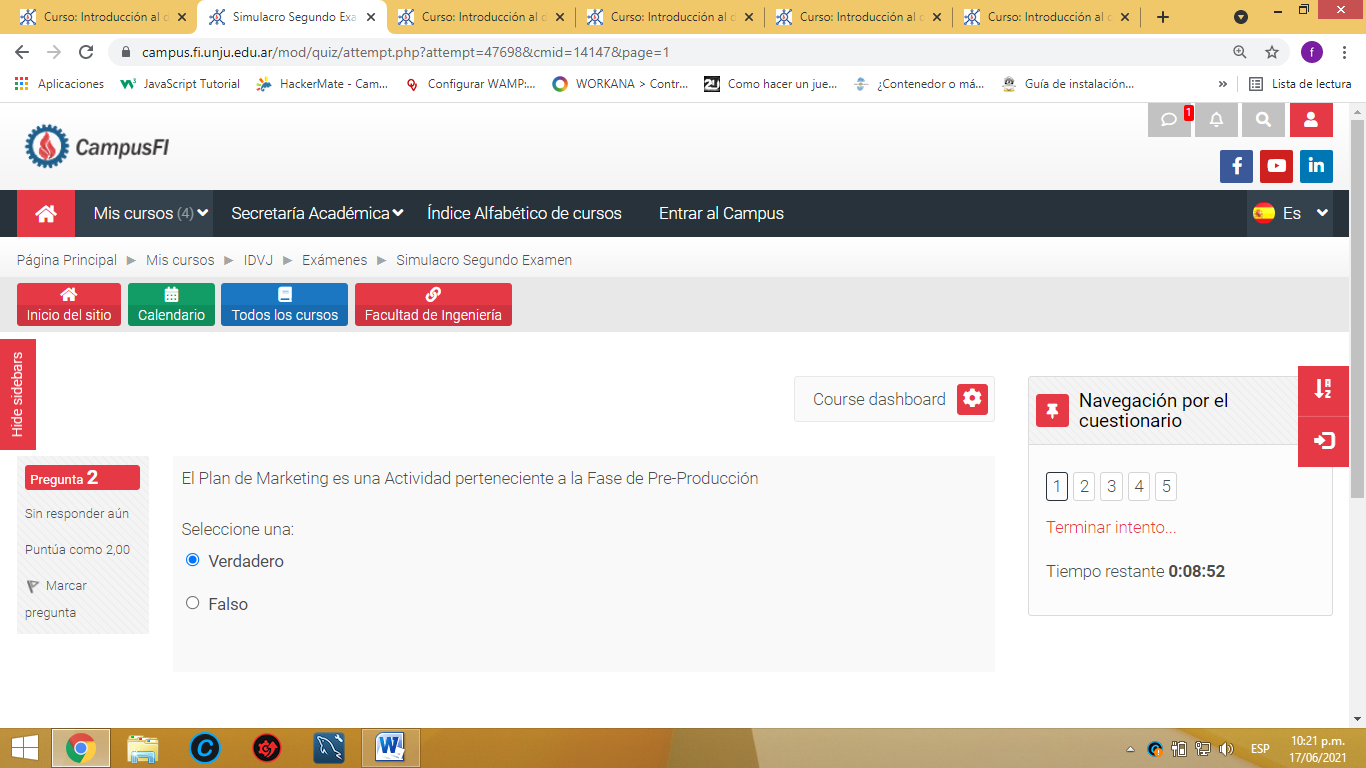 Curso: Introducción al d
Simulacro Segundo Exa
Curso: Introducción al d
Curso: Introducción al d
Curso: Introducción al c
Curso: Introducción al c
campus.fi.unju.edu.ar/mod/quiz/attempt.php?attempt=47698&cmid=14147&page=1
f
Aplicaciones
JavaScript Tutorial
HackerMate - Cam...
Configurar WAMP:...
WORKANA > Contr...
Como hacer un jue...
¿Contenedor o má...
Guía de instalación...
»
Lista de lectura
1
CampusFI
Mis cursos (4)
Secretaría Académica
Índice Alfabético de cursos
Entrar al Campus
Es
Página Principal ► Mis cursos ► IDVJ ► Exámenes ► Simulacro Segundo Examen
Inicio del sitio
Calendario
Todos los cursos
Facultad de Ingeniería
Hide sidebars
Course dashboard
Pregunta 2
Sin responder aún
Puntúa como 2,00
Marcar
pregunta
El Plan de Marketing es una Actividad perteneciente a la Fase de Pre-Producción
Seleccione una:
Verdadero
Falso
Navegación por el
cuestionario
1 2 3 4 5
Terminar intento...
Tiempo restante 0:08:52
ESP
10:21 p.m.
17/06/2021